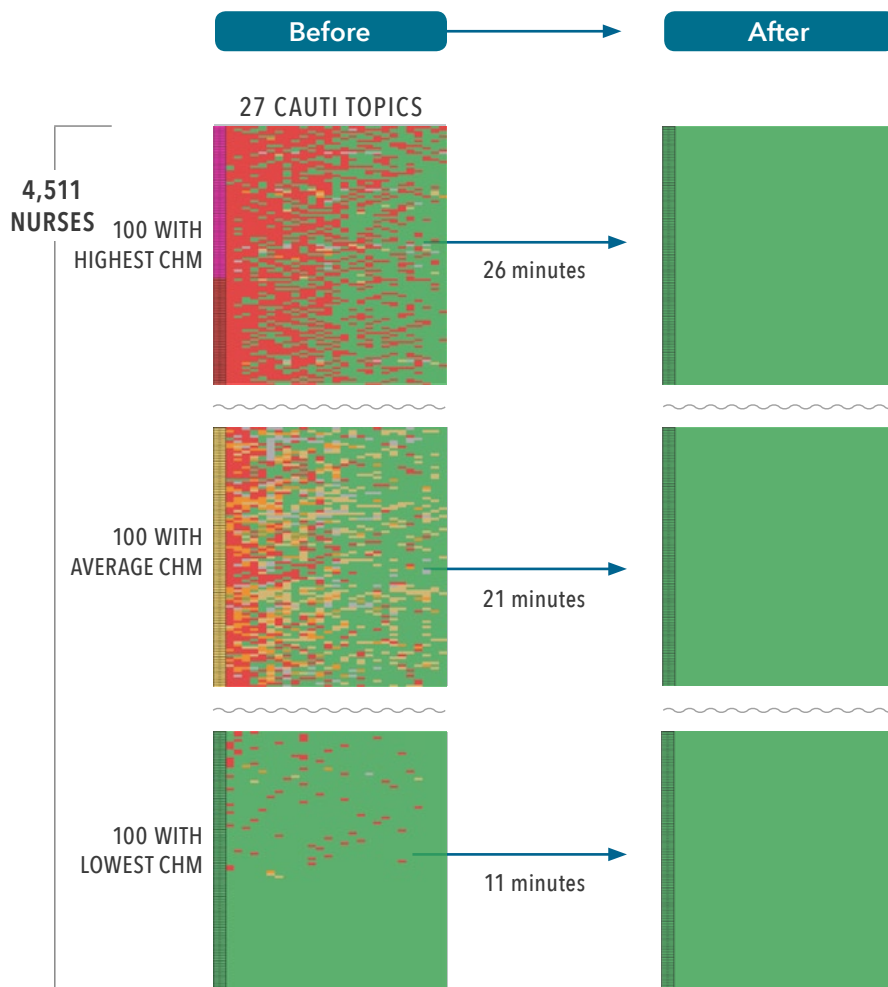 Before
After
27 CAUTI TOPICS
4,511
NURSES
100 WITH
HIGHEST CHM
26 minutes
100 WITH
AVERAGE CHM
21 minutes
100 WITH
LOWEST CHM
11 minutes